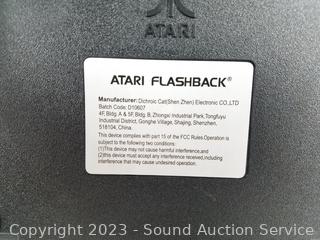 ATARI
ATARI FLASHBACK®
Manufacturer: Dichroic Cat(Shen Zhen) Electronic CO.,LTD
Batch Code: D10607
4F, Bldg. A & 5F, Bldg. B, Zhongxi Industrial Park, Tongfuyu
Industrial District, Gonghe Village, Shajing, Shenzhen,
518104, China.
This device complies with part 15 of the FCC Rules.Operation is
subject to the following two conditions:
(1)This device may not cause harmful interference,and
(2)this device must accept any interference received,including
interference that may cause undesired operation.
Copyright 2023 - Sound Auction Service